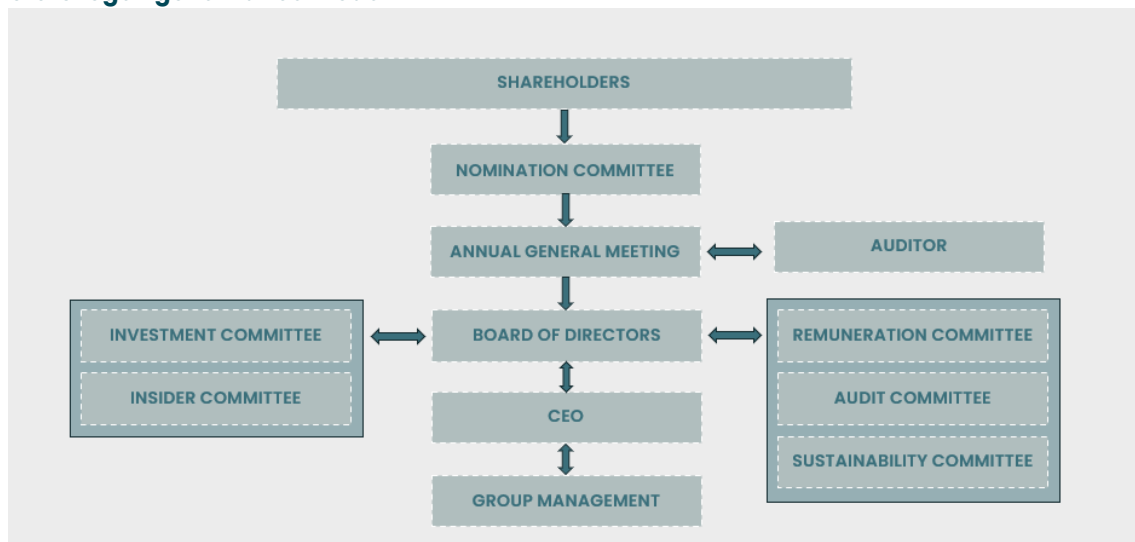 SHAREHOLDERS
NOMINATION COMMITTEE
ANNUAL GENERAL MEETING
AUDITOR
INVESTMENT COMMITTEE
BOARD OF DIRECTORS
REMUNERATION COMMITTEE
INSIDER COMMITTEE
CEO
AUDIT COMMITTEE
SUSTAINABILITY COMMITTEE
GROUP MANAGEMENT